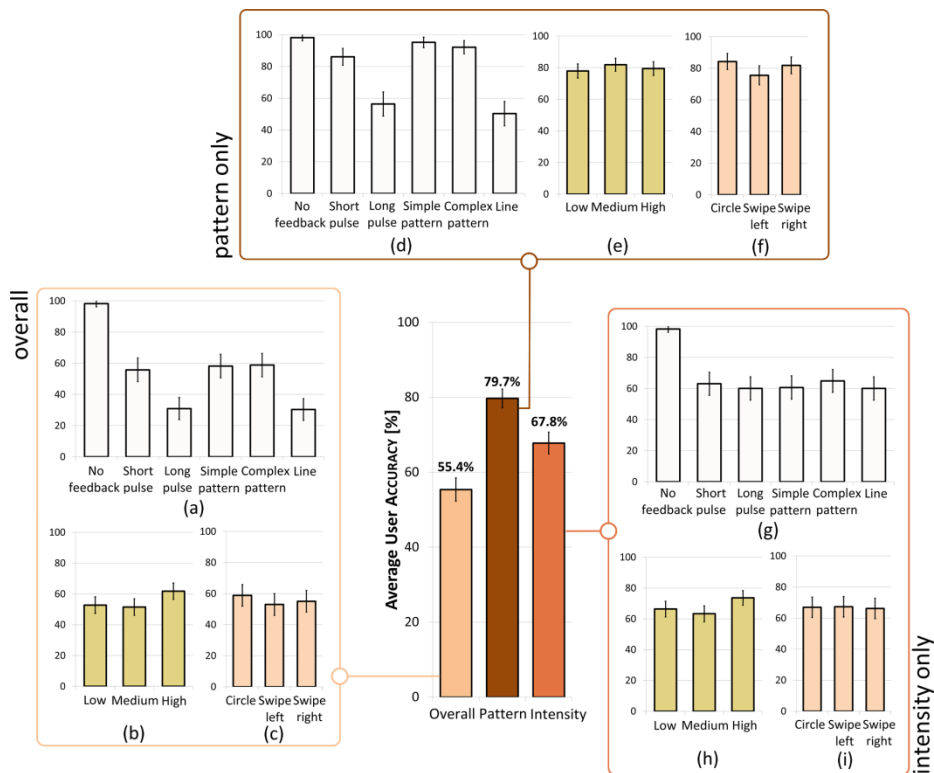 pattern only
100
80
60
40
20
0
No feedback
Short pulse
Long pulse
Simple pattern
Complex pattern
Line
(d)
100
80
60
40
20
0
Low Medium High
(e)
100
80
60
40
20
0
Circle
Swipe left
Swipe right
(f)
overall
100
80
60
40
20
0
No feedback
Short pulse
Long pulse
Simple pattern
Complex pattern
Line
(a)
100
80
60
40
20
0
Low Medium High
(b)
100
80
60
40
20
0
Circle
Swipe left
Swipe right
(c)
Average User ACCURACY [%]
100
80
60
40
20
0
55.4%
79.7%
67.8%
Overall Pattern Intensity
100
80
60
40
20
0
No feedback
Short pulse
Long pulse
Simple pattern
Complex pattern
Line
(g)
100
80
60
40
20
0
Low Medium High
(h)
100
80
60
40
20
0
Circle
Swipe left
Swipe right
(i)
intensity only